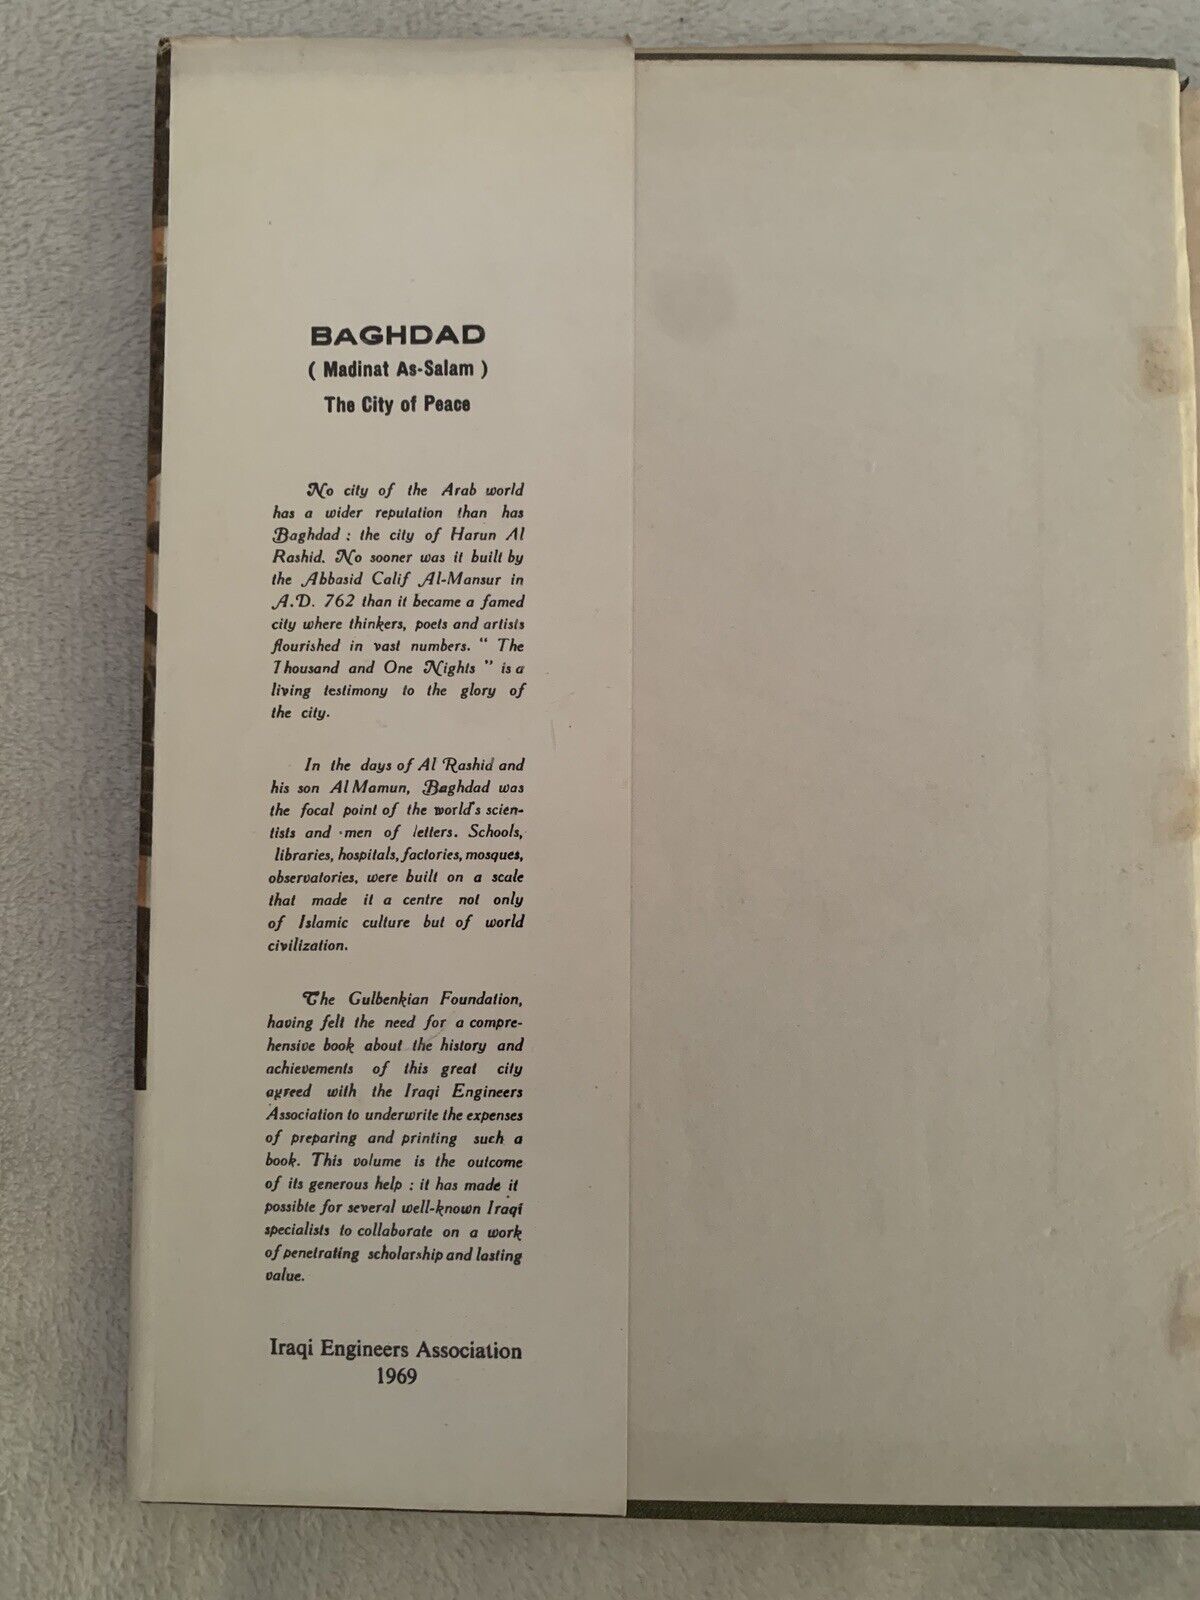 BAGHDAD
( Madinat As-Salam )
The City of Peace
No city of the Arab world
has a wider reputation than has
Baghdad : the city of Harun Al
Rashid. No sooner was it built by
the Abbasid Calif Al-Mansur in
A.D. 762 than it became a famed
city where thinkers, poets and artists
flourished in vast numbers. " The
Thousand and One Nights " is a
living testimony to the glory of
the city.
In the days of Al Rashid and
his son Al Mamun, Baghdad was
the focal point of the world's scien-
tists and men of letters. Schools,
libraries, hospitals, factories, mosques,
observatories, were built on a scale
that made it a centre not only
of Islamic culture but of world
civilization.
The Gulbenkian Foundation,
having felt the need for a compre-
hensive book about the history and
achievements of this great city
agreed with the Iraqi Engineers
Association to underwrite the expenses
of preparing and printing such a
book. This volume is the outcome
of its generous help : it has made it
possible for several well-known Iraqi
specialists to collaborate on a work
of penetrating scholarship and lasting
value.
Iraqi Engineers Association
1969